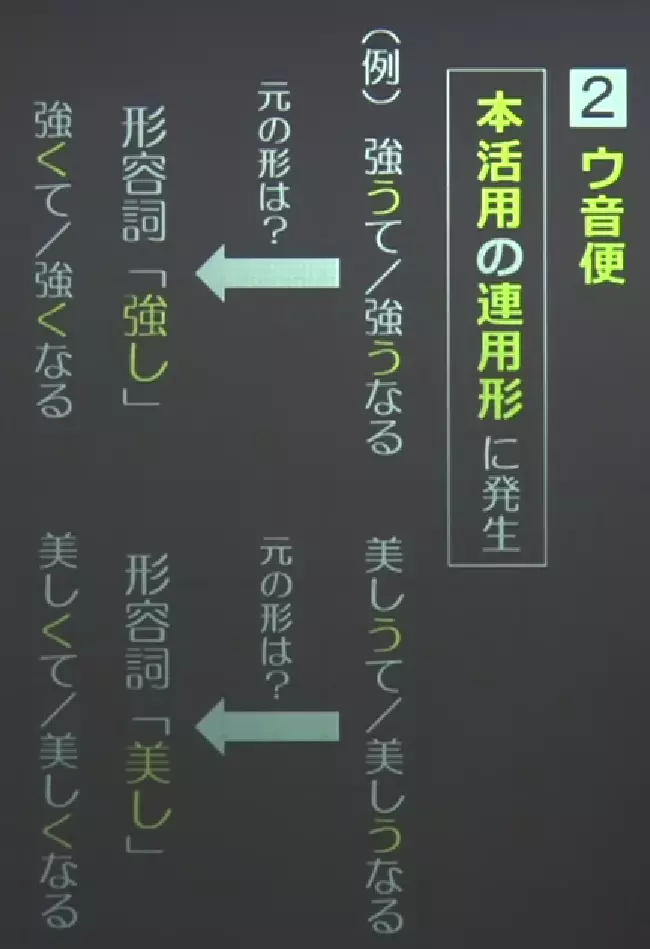 2 ウ音便
本活用の連用形に発生
（例） 強うて／強うなる 美しうて／美しうなる
元の形は？
元の形は？
形容詞「強し」
形容詞「美し」
強くて／強くなる
美しくて／美しくなる